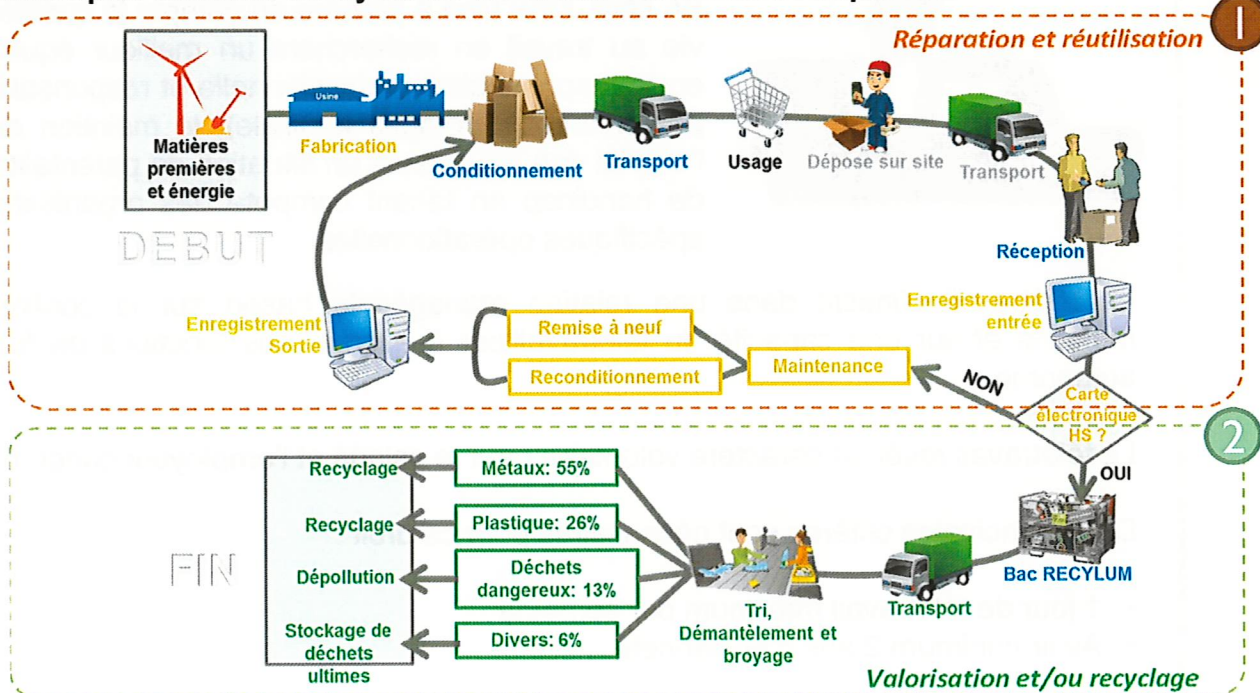 1
Réparation et réutilisation
Matières
premières
et énergie
Usine
Fabrication
Conditionnement
Transport
Usage
Dépose sur site
Transport
DEBUT
Réception
Enregistrement
entrée
Enregistrement
Sortie
Remise à neuf
Reconditionnement
Maintenance
NON
Carte
électronique
HS ?
2
OUI
Recyclage
Métaux: 55%
Recyclage
Plastique: 26%
FIN
Dépollution
Déchets
dangereux: 13%
Stockage de
déchets
ultimes
Divers: 6%
Tri,
Démantèlement et
broyage
Transport
Bac RECYLUM
Valorisation et/ou recyclage